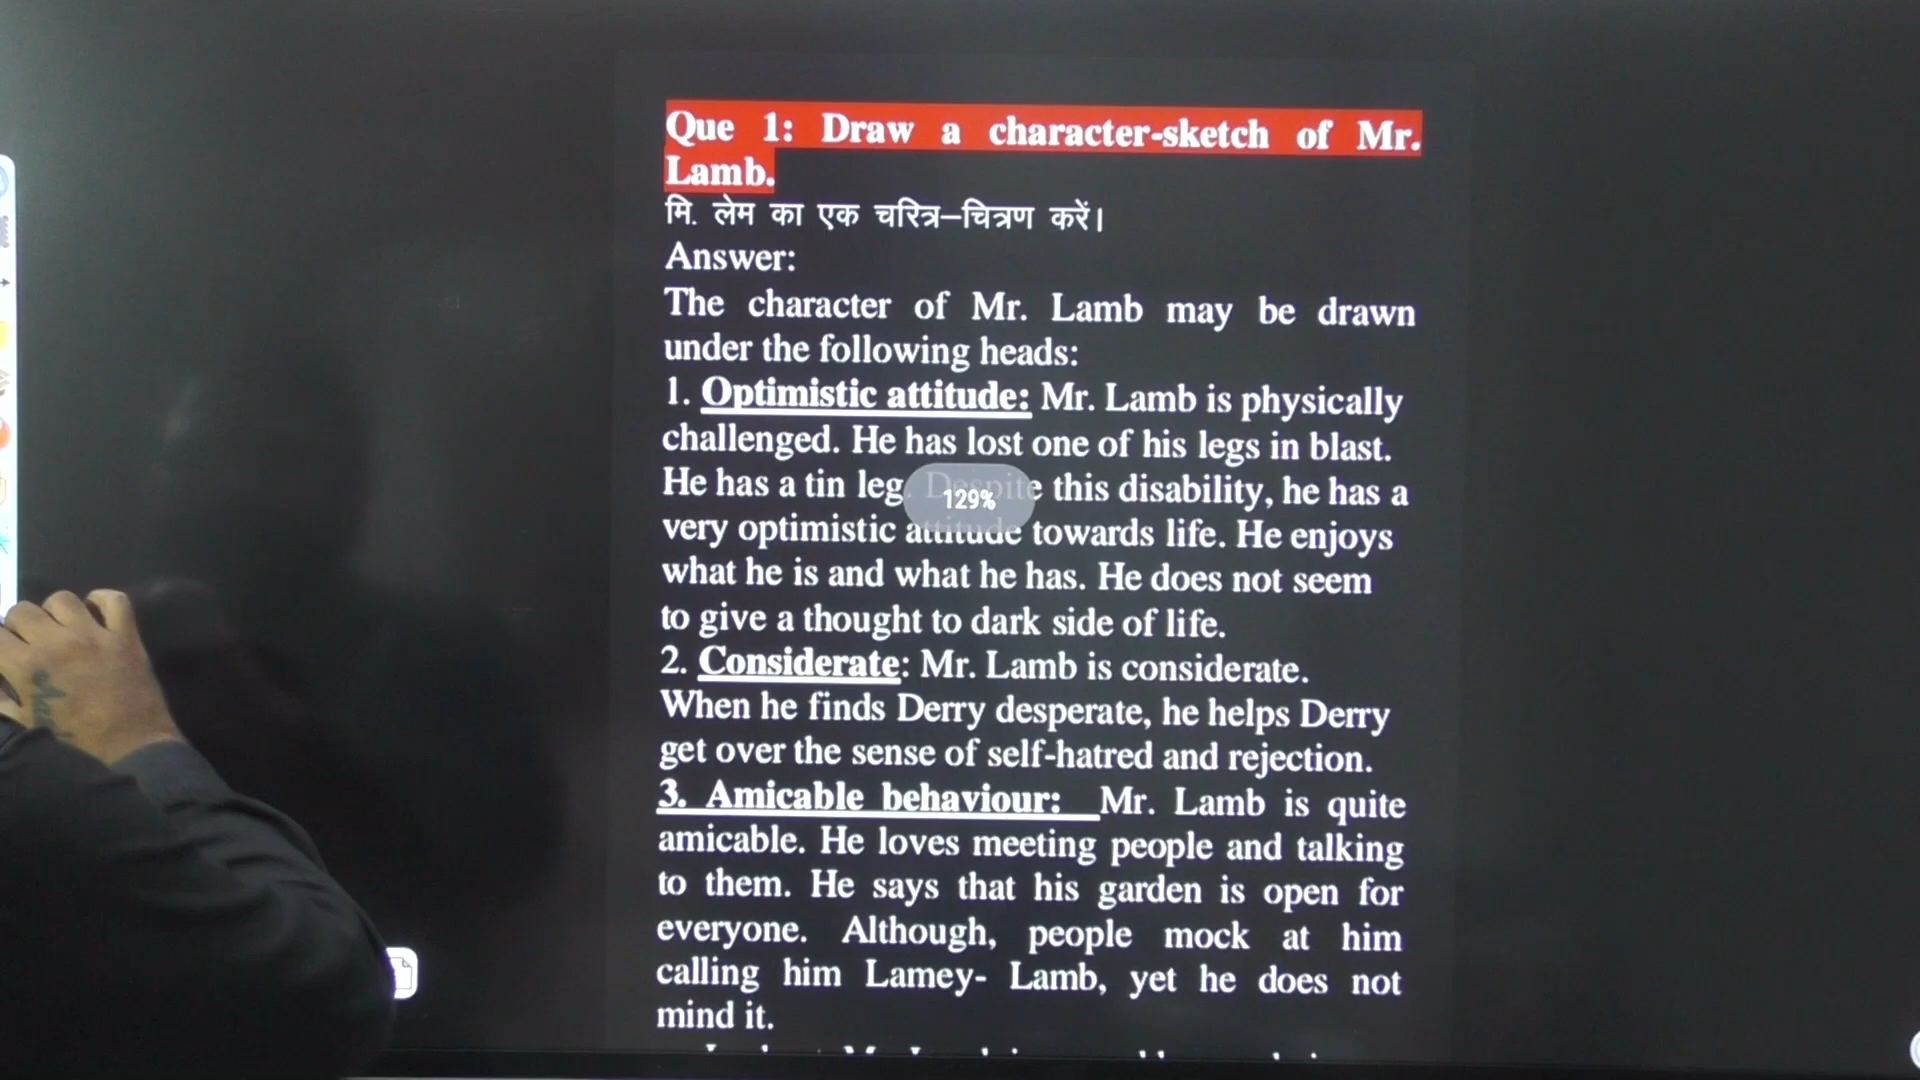 Que 1: Draw a character-sketch of Mr.
Lamb.
मि. लेम का एक चरित्र–चित्रण करें।
Answer:
The character of Mr. Lamb may be drawn
under the following heads:
1. Optimistic attitude: Mr. Lamb is physically
challenged. He has lost one of his legs in blast.
He has a tin leg. Despite this disability, he has a
129%
very optimistic attitude towards life. He enjoys
what he is and what he has. He does not seem
to give a thought to dark side of life.
2. Considerate: Mr. Lamb is considerate.
When he finds Derry desperate, he helps Derry
get over the sense of self-hatred and rejection.
3. Amicable behaviour: Mr. Lamb is quite
amicable. He loves meeting people and talking
to them. He says that his garden is open for
everyone. Although, people mock at him
calling him Lamey- Lamb, yet he does not
mind it.